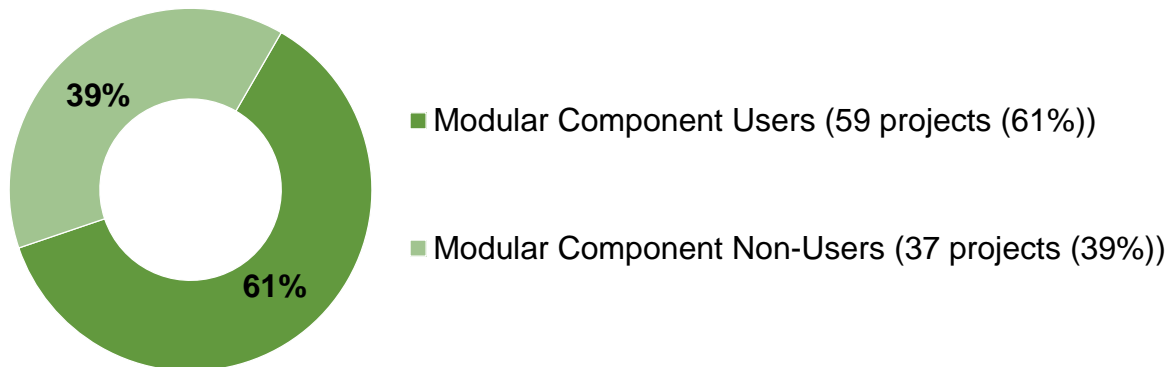 39%
Modular Component Users (59 projects (61%))
Modular Component Non-Users (37 projects (39%))
61%